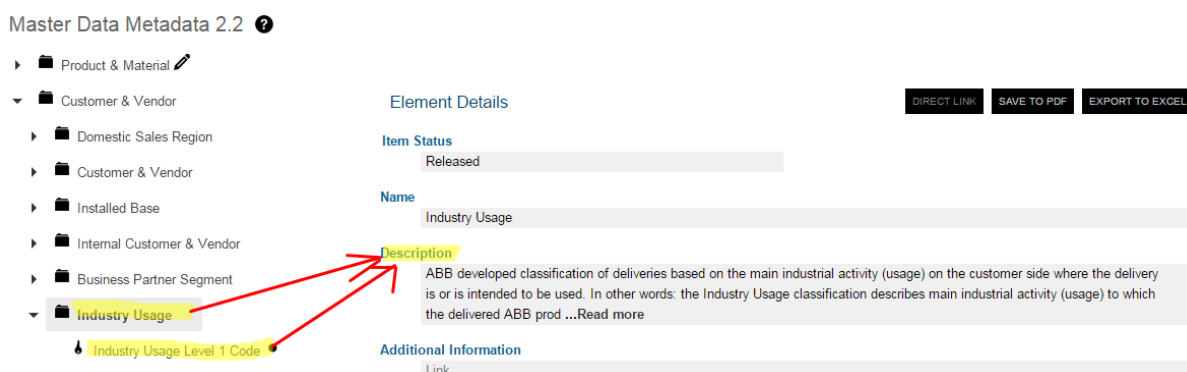 Master Data Metadata 2.2 ?
Product & Material
Customer & Vendor
Domestic Sales Region
Customer & Vendor
Installed Base
Internal Customer & Vendor
Business Partner Segment
Industry Usage
Industry Usage Level 1 Code
Element Details
DIRECT LINK SAVE TO PDF EXPORT TO EXCEL
Item Status
Released
Name
Industry Usage
Description
ABB developed classification of deliveries based on the main industrial activity (usage) on the customer side where the delivery
is or is intended to be used. In other words: the Industry Usage classification describes main industrial activity (usage) to which
the delivered ABB prod ...Read more
Additional Information
Link